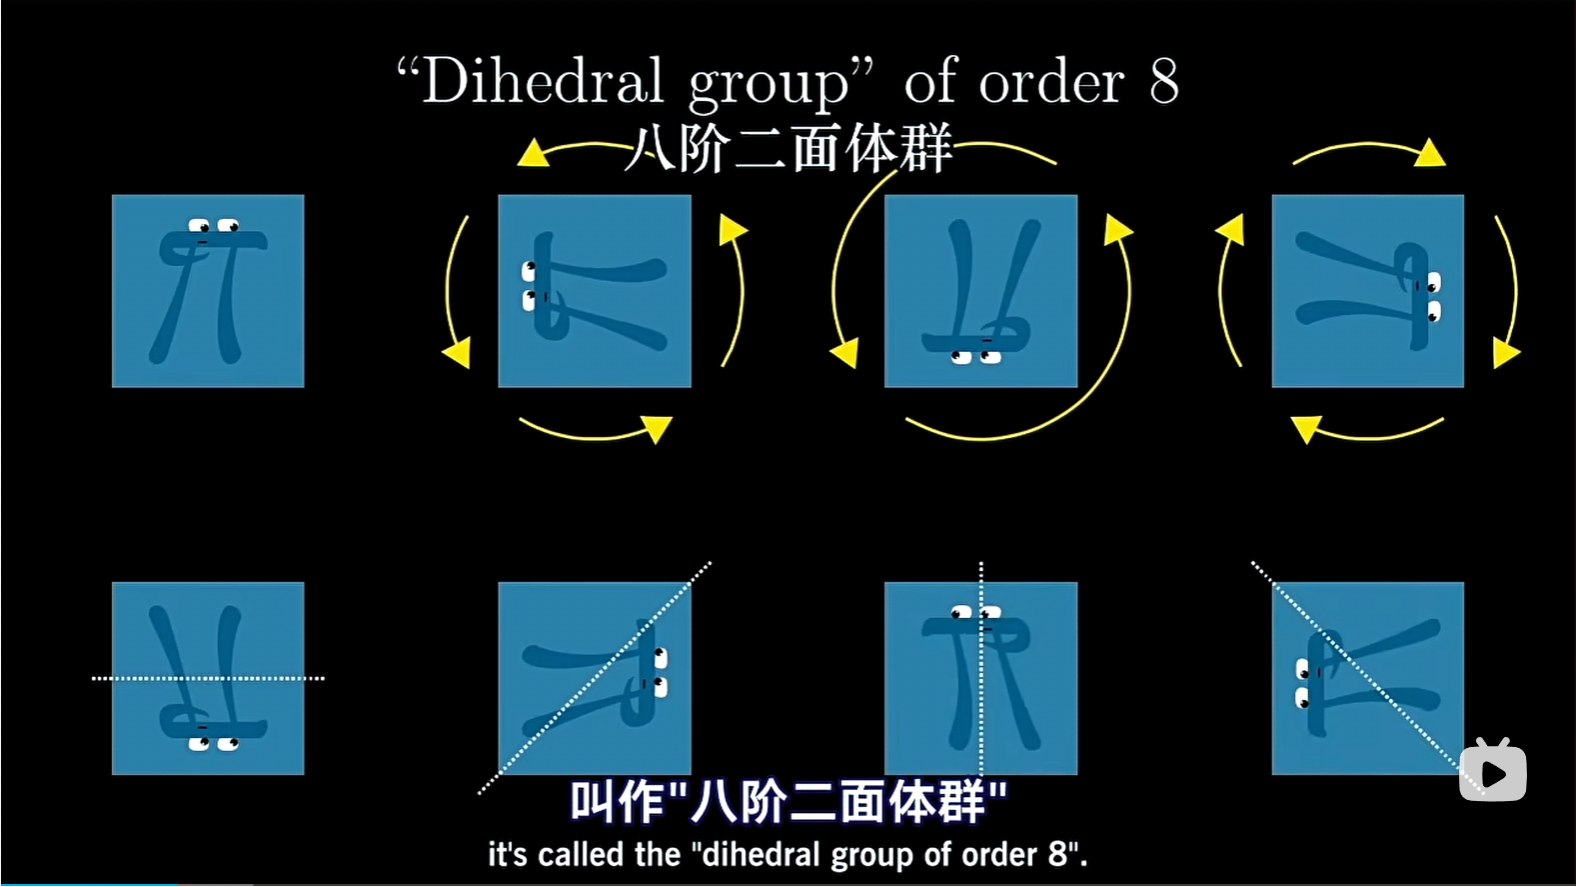 “Dihedral group” of order 8
八阶二面体群
叫作"八阶二面体群"
it's called the "dihedral group of order 8".